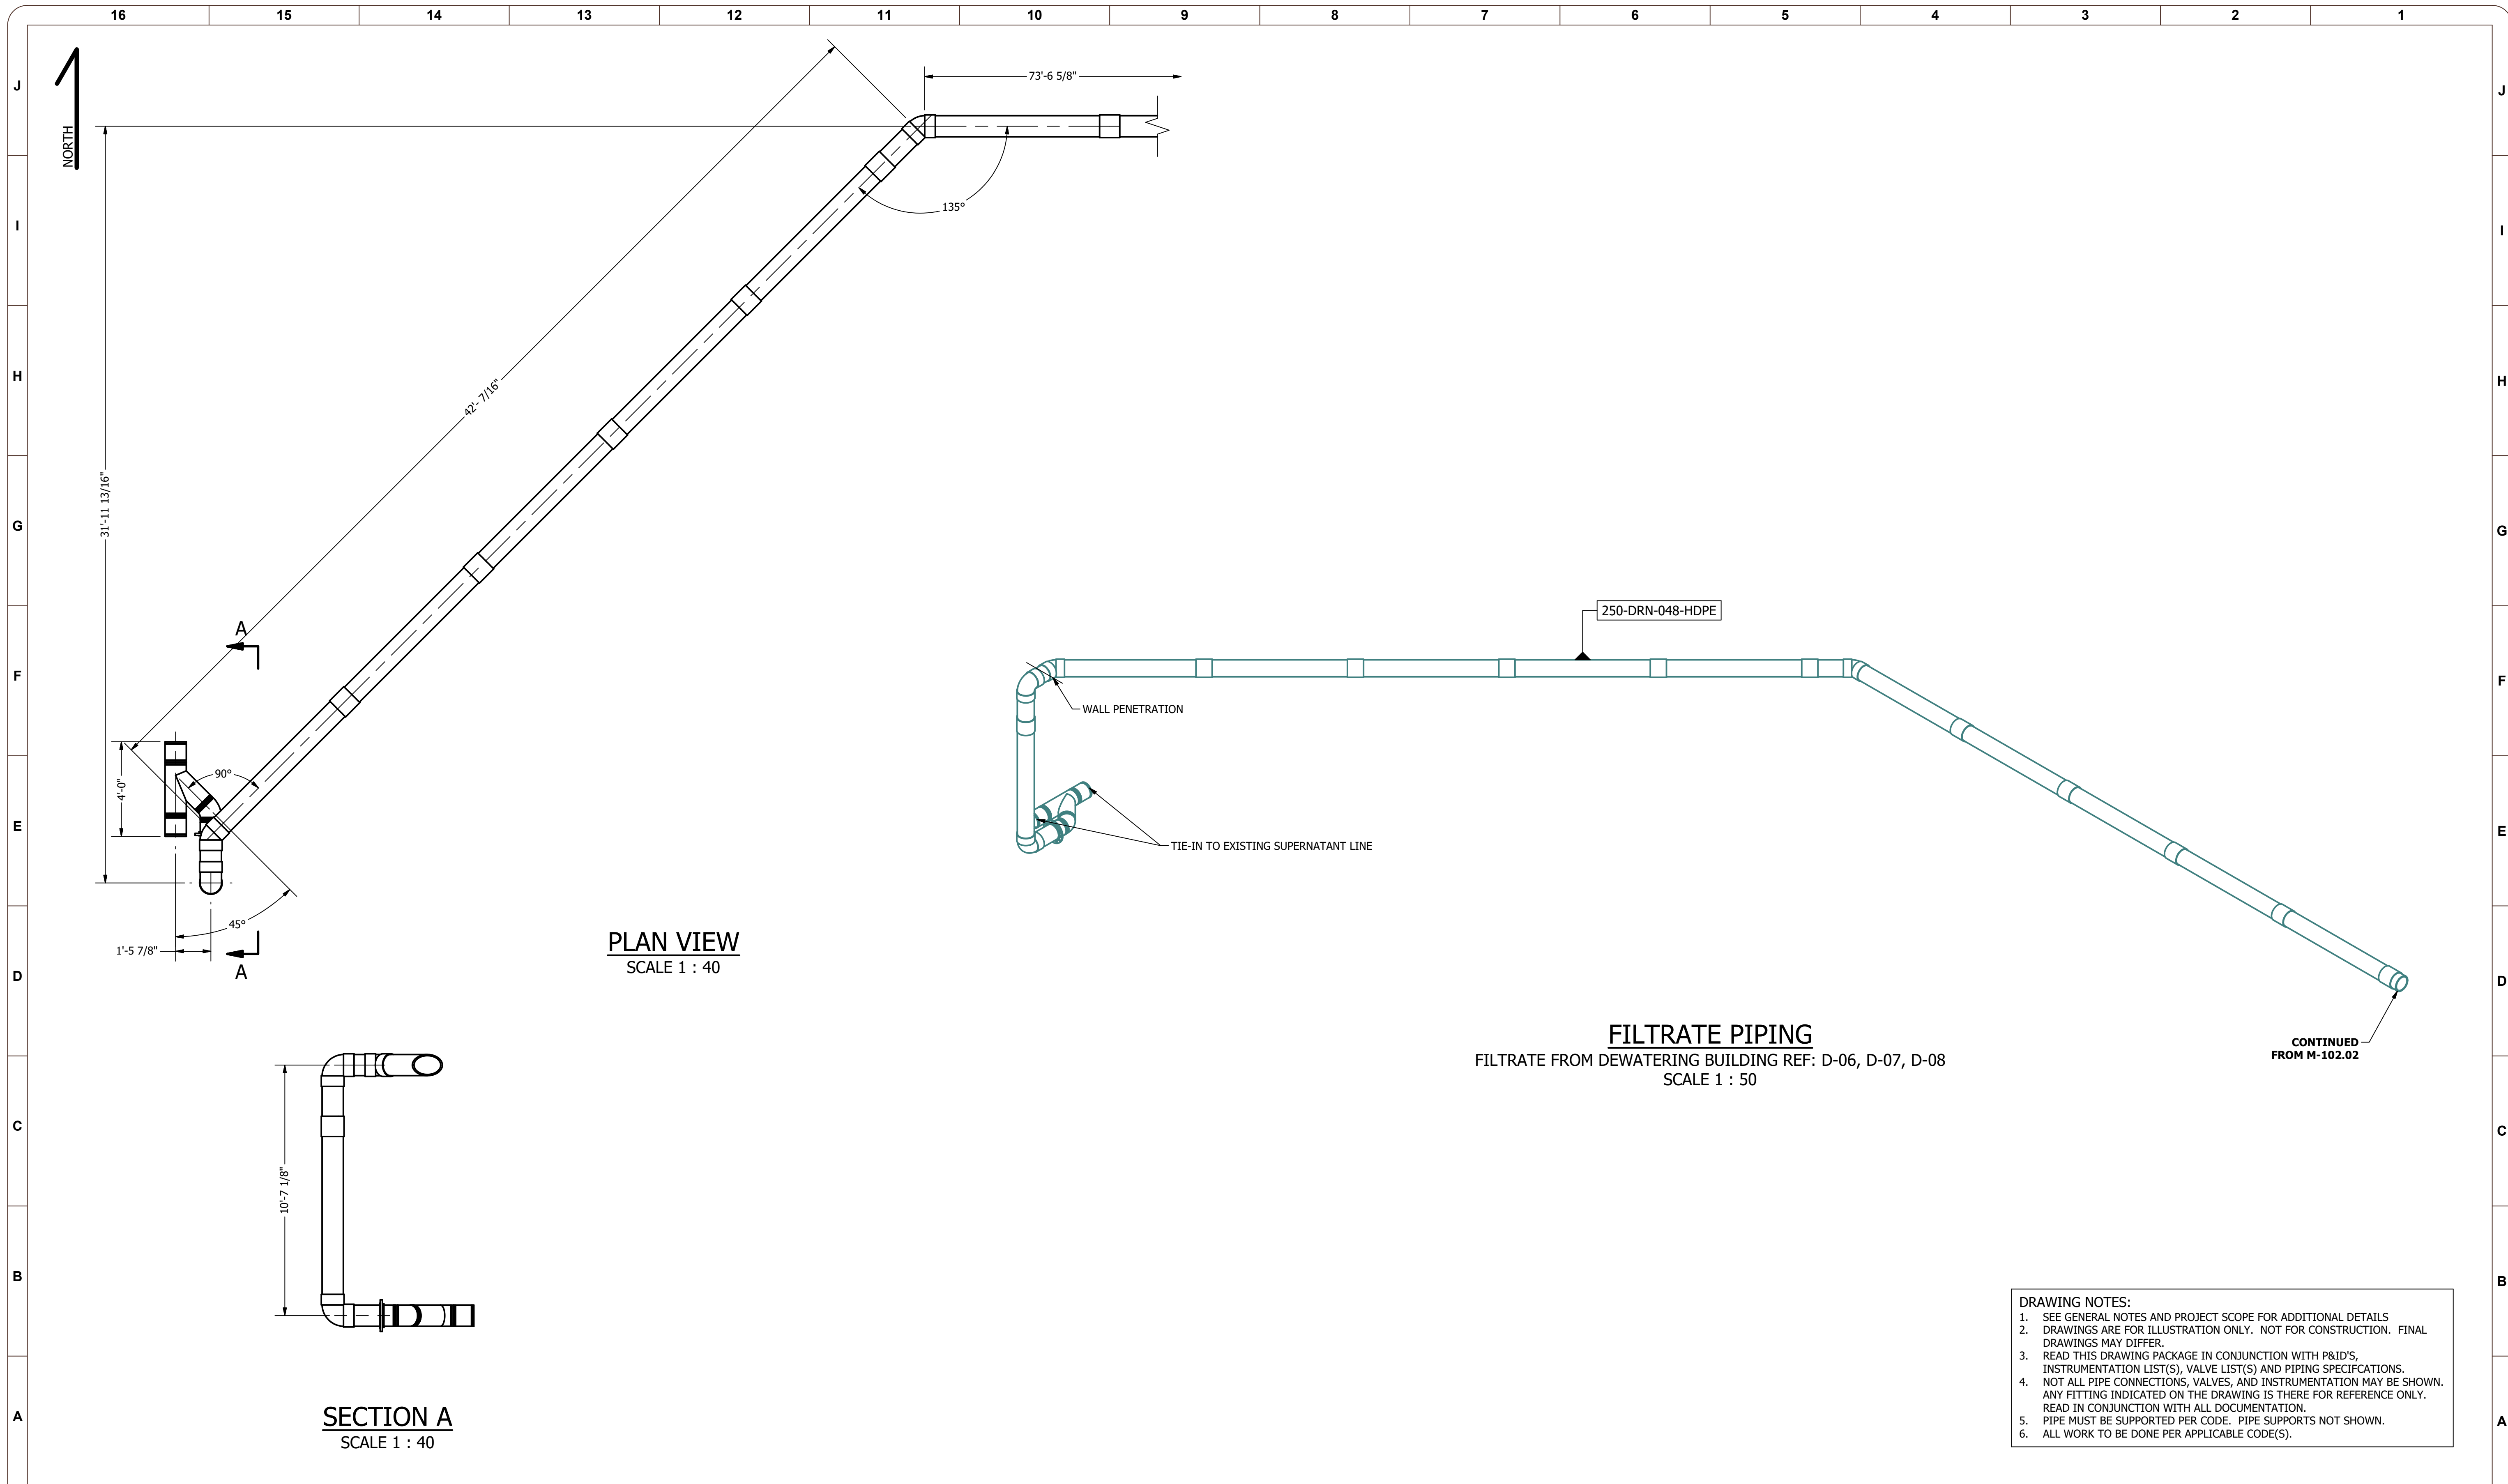 16 15 14 13 12 11 10 9 8 7 6 5 4 3 2 1
J
I
H
G
F
E
D
C
B
A
J
I
H
G
F
E
D
C
B
A
NORTH
73'-6 5/8"
135°
42'- 7/16"
31'-11 13/16"
A
90°
4'-0"
45°
1'-5 7/8"
A
PLAN VIEW
SCALE 1 : 40
10'-7 1/8"
SECTION A
SCALE 1 : 40
250-DRN-048-HDPE
WALL PENETRATION
TIE-IN TO EXISTING SUPERNATANT LINE
CONTINUED
FROM M-102.02
FILTRATE PIPING
FILTRATE FROM DEWATERING BUILDING REF: D-06, D-07, D-08
SCALE 1 : 50
DRAWING NOTES:
1. SEE GENERAL NOTES AND PROJECT SCOPE FOR ADDITIONAL DETAILS
2. DRAWINGS ARE FOR ILLUSTRATION ONLY. NOT FOR CONSTRUCTION. FINAL
DRAWINGS MAY DIFFER.
3. READ THIS DRAWING PACKAGE IN CONJUNCTION WITH P&ID'S,
INSTRUMENTATION LIST(S), VALVE LIST(S) AND PIPING SPECIFCATIONS.
4. NOT ALL PIPE CONNECTIONS, VALVES, AND INSTRUMENTATION MAY BE SHOWN.
ANY FITTING INDICATED ON THE DRAWING IS THERE FOR REFERENCE ONLY.
READ IN CONJUNCTION WITH ALL DOCUMENTATION.
5. PIPE MUST BE SUPPORTED PER CODE. PIPE SUPPORTS NOT SHOWN.
6. ALL WORK TO BE DONE PER APPLICABLE CODE(S).